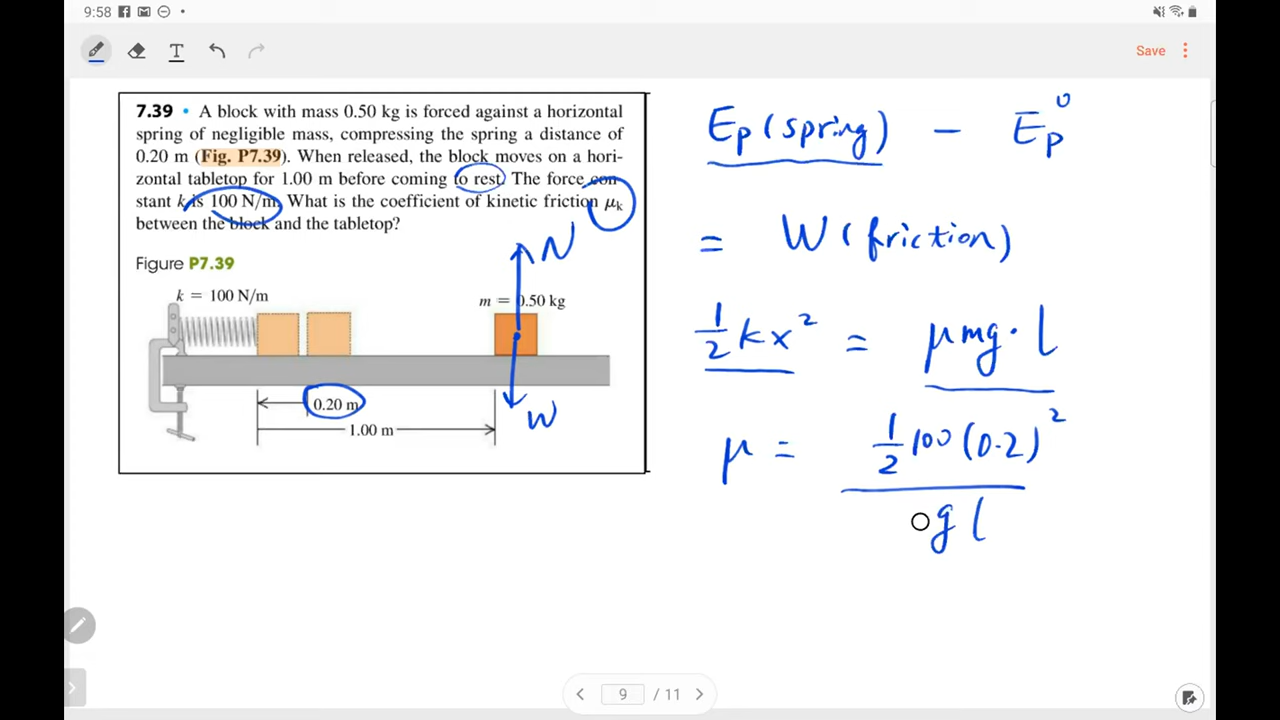 9:58
Save
7.39 • A block with mass 0.50 kg is forced against a horizontal
spring of negligible mass, compressing the spring a distance of
0.20 m (Fig. P7.39). When released, the block moves on a hori-
zontal tabletop for 1.00 m before coming to rest. The force con-
stant k is 100 N/m. What is the coefficient of kinetic friction μk
between the block and the tabletop?
Figure P7.39
k = 100 N/m
m = 0.50 kg
N
0.20 m
W
1.00 m
Ep (spring) - Ep 0
= W (friction)
1/2 kx² = μmg · l
μ = 1/2 100 (0.2)²
g l
9 / 11